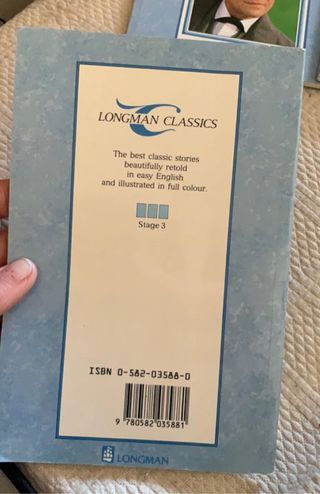 LONGMAN CLASSICS
The best classic stories
beautifully retold
in easy English
and illustrated in full colour.
Stage 3
ISBN 0-582-03588-0
9 780582 035881
LONGMAN